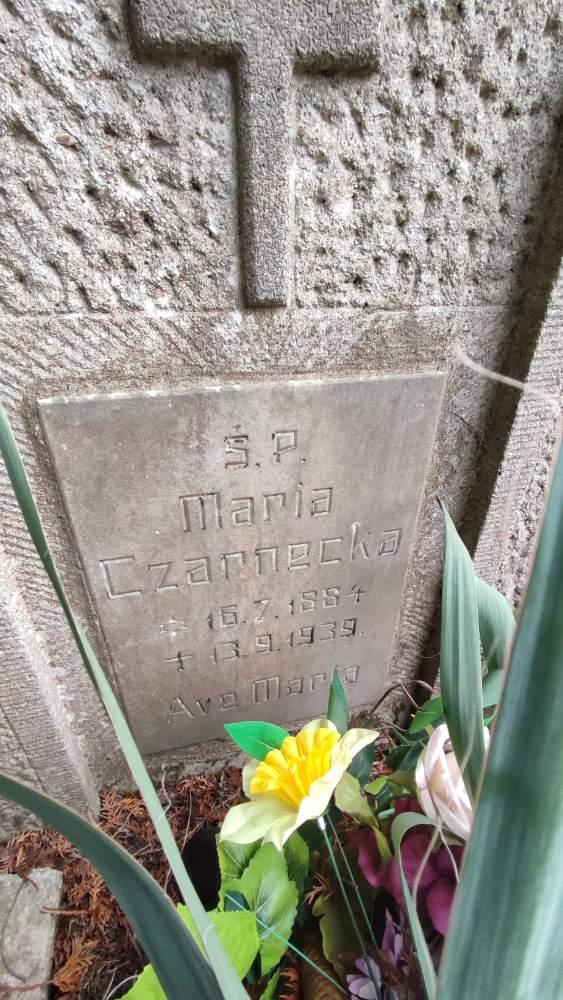 Ś. P.
Maria
Czarnecka
* 16.7.1884
+ 13.9.1939.
Ave Maria